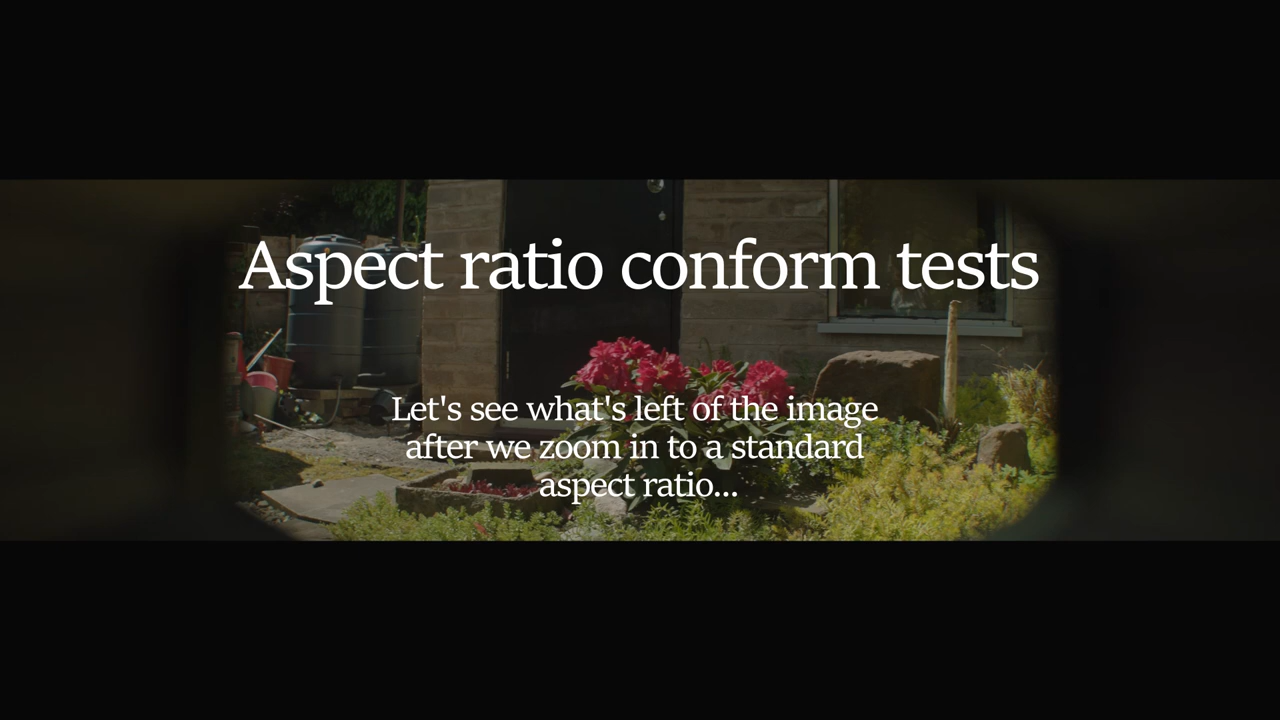 Aspect ratio conform tests
Let's see what's left of the image
after we zoom in to a standard
aspect ratio...